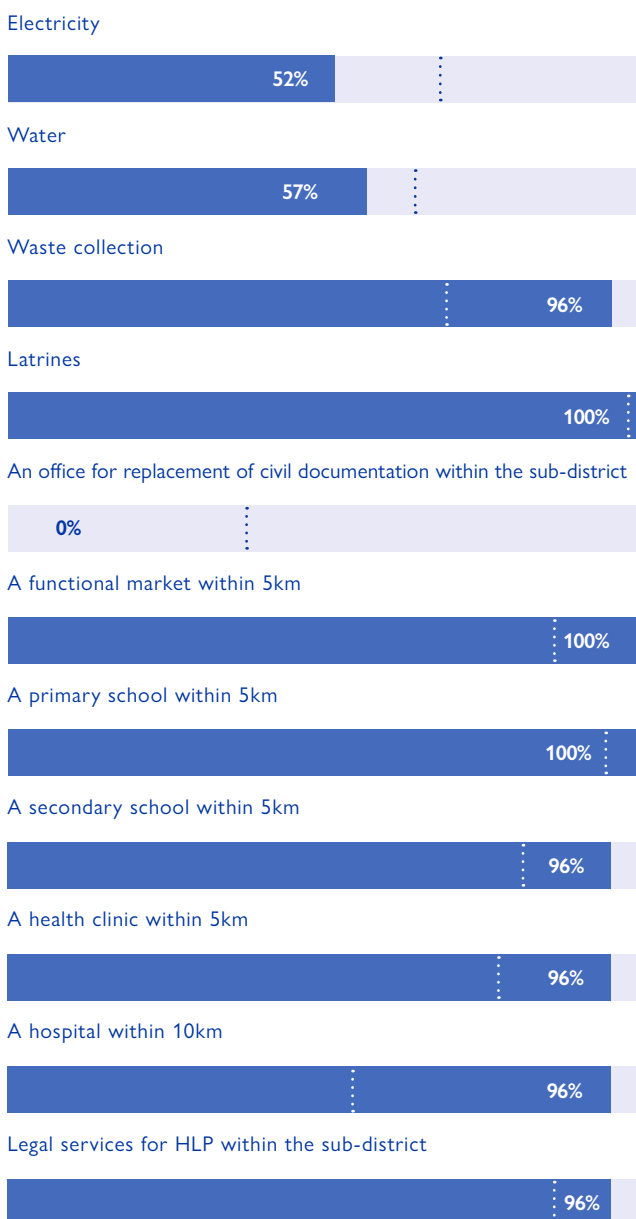 Electricity
52%
Water
57%
Waste collection
96%
Latrines
100%
An office for replacement of civil documentation within the sub-district
0%
A functional market within 5km
100%
A primary school within 5km
100%
A secondary school within 5km
96%
A health clinic within 5km
96%
A hospital within 10km
96%
Legal services for HLP within the sub-district
96%